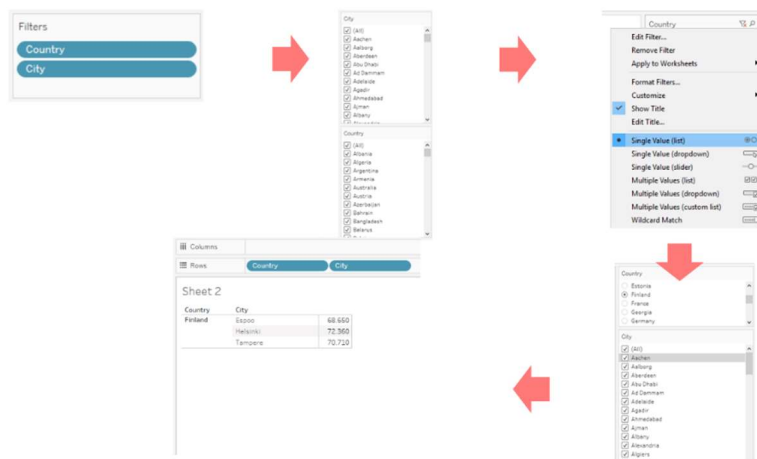 Filters
Country
City
City
(All)
Aachen
Aalborg
Aberdeen
Abu Dhabi
Ad Dammam
Adelaide
Agadir
Ahmedabad
Ajman
Albany
Country
(All)
Albania
Algeria
Argentina
Armenia
Australia
Austria
Azerbaijan
Bahrain
Bangladesh
Belarus
Country
Edit Filter...
Remove Filter
Apply to Worksheets
Format Filters...
Customize
Show Title
Edit Title...
Single Value (list)
Single Value (dropdown)
Single Value (slider)
Multiple Values (list)
Multiple Values (dropdown)
Multiple Values (custom list)
Wildcard Match
Country
Estonia
Finland
France
Georgia
Germany
City
(All)
Aachen
Aalborg
Aberdeen
Abu Dhabi
Ad Dammam
Adelaide
Agadir
Ahmedabad
Ajman
Albany
Alexandria
Algiers
Columns
Rows Country City
Sheet 2
Country City
Finland Espoo 68.650
Helsinki 72.360
Tampere 70.710